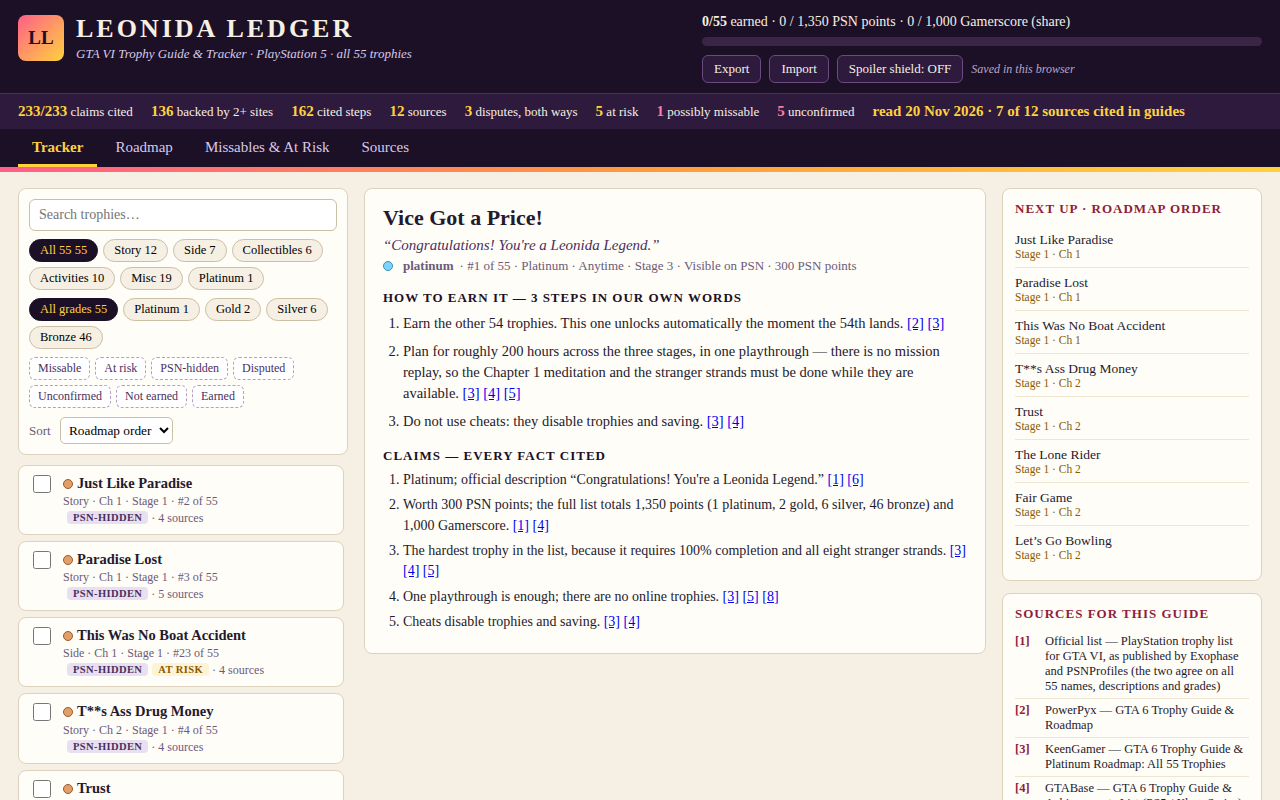 LL
LEONIDA LEDGER
GTA VI Trophy Guide & Tracker · PlayStation 5 · all 55 trophies
0/55 earned · 0 / 1,350 PSN points · 0 / 1,000 Gamerscore (share)
Export Import Spoiler shield: OFF Saved in this browser
233/233 claims cited 136 backed by 2+ sites 162 cited steps 12 sources 3 disputes, both ways 5 at risk 1 possibly missable 5 unconfirmed read 20 Nov 2026 · 7 of 12 sources cited in guides
Tracker Roadmap Missables & At Risk Sources
Search trophies…
All 55 55 Story 12 Side 7 Collectibles 6
Activities 10 Misc 19 Platinum 1
All grades 55 Platinum 1 Gold 2 Silver 6
Bronze 46
Missable At risk PSN-hidden Disputed
Unconfirmed Not earned Earned
Sort Roadmap order
Just Like Paradise
Story · Ch 1 · Stage 1 · #2 of 55
PSN-HIDDEN · 4 sources
Paradise Lost
Story · Ch 1 · Stage 1 · #3 of 55
PSN-HIDDEN · 5 sources
This Was No Boat Accident
Side · Ch 1 · Stage 1 · #23 of 55
PSN-HIDDEN AT RISK · 4 sources
T**s Ass Drug Money
Story · Ch 2 · Stage 1 · #4 of 55
PSN-HIDDEN · 4 sources
Trust
Vice Got a Price!
“Congratulations! You're a Leonida Legend.”
platinum · #1 of 55 · Platinum · Anytime · Stage 3 · Visible on PSN · 300 PSN points
HOW TO EARN IT — 3 STEPS IN OUR OWN WORDS
1. Earn the other 54 trophies. This one unlocks automatically the moment the 54th lands. [2] [3]
2. Plan for roughly 200 hours across the three stages, in one playthrough — there is no mission
replay, so the Chapter 1 meditation and the stranger strands must be done while they are
available. [3] [4] [5]
3. Do not use cheats: they disable trophies and saving. [3] [4]
CLAIMS — EVERY FACT CITED
1. Platinum; official description “Congratulations! You're a Leonida Legend.” [1] [6]
2. Worth 300 PSN points; the full list totals 1,350 points (1 platinum, 2 gold, 6 silver, 46 bronze) and
1,000 Gamerscore. [1] [4]
3. The hardest trophy in the list, because it requires 100% completion and all eight stranger strands. [3]
[4] [5]
4. One playthrough is enough; there are no online trophies. [3] [5] [8]
5. Cheats disable trophies and saving. [3] [4]
NEXT UP · ROADMAP ORDER
Just Like Paradise
Stage 1 · Ch 1
Paradise Lost
Stage 1 · Ch 1
This Was No Boat Accident
Stage 1 · Ch 1
T**s Ass Drug Money
Stage 1 · Ch 2
Trust
Stage 1 · Ch 2
The Lone Rider
Stage 1 · Ch 2
Fair Game
Stage 1 · Ch 2
Let’s Go Bowling
Stage 1 · Ch 2
SOURCES FOR THIS GUIDE
[1] Official list — PlayStation trophy list
for GTA VI, as published by Exophase
and PSNProfiles (the two agree on all
55 names, descriptions and grades)
[2] PowerPyx — GTA 6 Trophy Guide &
Roadmap
[3] KeenGamer — GTA 6 Trophy Guide &
Platinum Roadmap: All 55 Trophies
[4] GTABase — GTA 6 Trophy Guide &